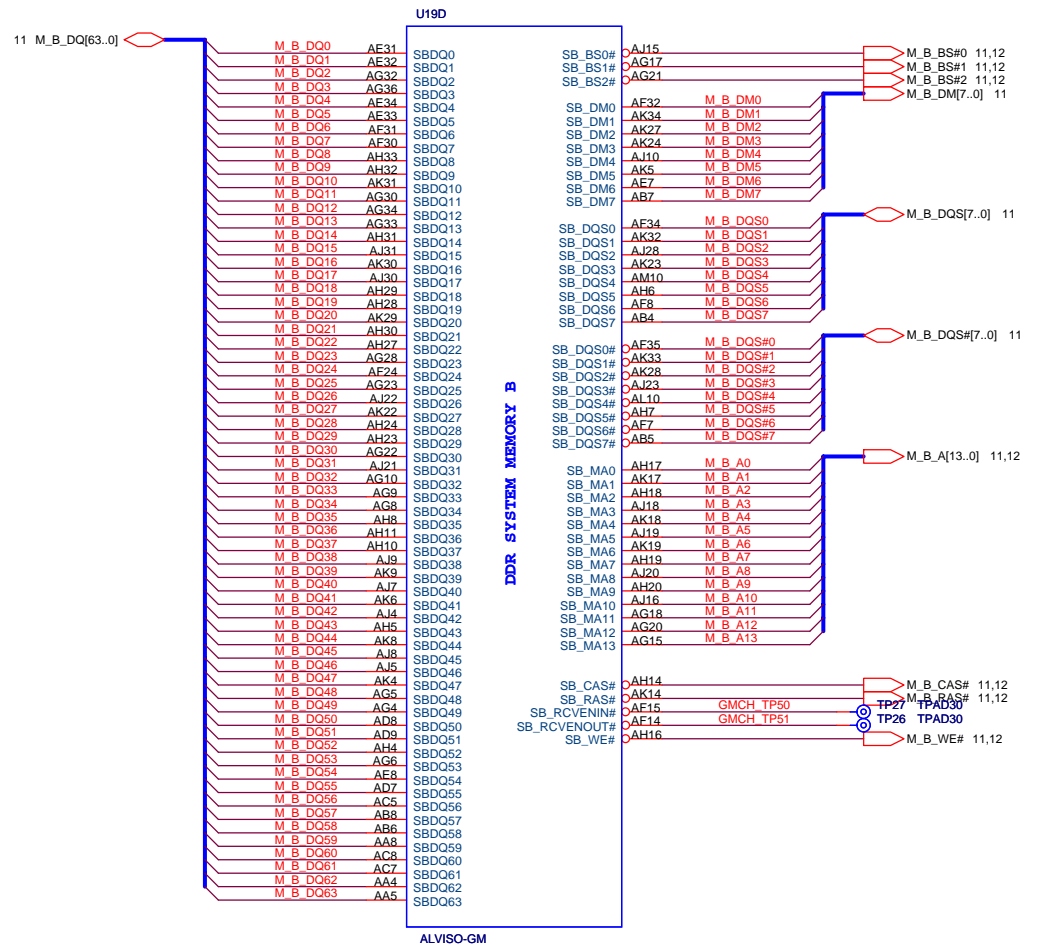 U19D
11 M_B_DQ[63..0]
M_B_DQ0 AE31 SBDQ0
M_B_DQ1 AE32 SBDQ1
M_B_DQ2 AG32 SBDQ2
M_B_DQ3 AG36 SBDQ3
M_B_DQ4 AE34 SBDQ4
M_B_DQ5 AE33 SBDQ5
M_B_DQ6 AF31 SBDQ6
M_B_DQ7 AF30 SBDQ7
M_B_DQ8 AH33 SBDQ8
M_B_DQ9 AH32 SBDQ9
M_B_DQ10 AK31 SBDQ10
M_B_DQ11 AG30 SBDQ11
M_B_DQ12 AG34 SBDQ12
M_B_DQ13 AG33 SBDQ13
M_B_DQ14 AH31 SBDQ14
M_B_DQ15 AJ31 SBDQ15
M_B_DQ16 AK30 SBDQ16
M_B_DQ17 AJ30 SBDQ17
M_B_DQ18 AH29 SBDQ18
M_B_DQ19 AH28 SBDQ19
M_B_DQ20 AK29 SBDQ20
M_B_DQ21 AH30 SBDQ21
M_B_DQ22 AH27 SBDQ22
M_B_DQ23 AG28 SBDQ23
M_B_DQ24 AF24 SBDQ24
M_B_DQ25 AG23 SBDQ25
M_B_DQ26 AJ22 SBDQ26
M_B_DQ27 AK22 SBDQ27
M_B_DQ28 AH24 SBDQ28
M_B_DQ29 AH23 SBDQ29
M_B_DQ30 AG22 SBDQ30
M_B_DQ31 AJ21 SBDQ31
M_B_DQ32 AG10 SBDQ32
M_B_DQ33 AG9 SBDQ33
M_B_DQ34 AG8 SBDQ34
M_B_DQ35 AH8 SBDQ35
M_B_DQ36 AH11 SBDQ36
M_B_DQ37 AH10 SBDQ37
M_B_DQ38 AJ9 SBDQ38
M_B_DQ39 AK9 SBDQ39
M_B_DQ40 AJ7 SBDQ40
M_B_DQ41 AK6 SBDQ41
M_B_DQ42 AJ4 SBDQ42
M_B_DQ43 AH5 SBDQ43
M_B_DQ44 AK8 SBDQ44
M_B_DQ45 AJ8 SBDQ45
M_B_DQ46 AJ5 SBDQ46
M_B_DQ47 AK4 SBDQ47
M_B_DQ48 AG5 SBDQ48
M_B_DQ49 AG4 SBDQ49
M_B_DQ50 AD8 SBDQ50
M_B_DQ51 AD9 SBDQ51
M_B_DQ52 AH4 SBDQ52
M_B_DQ53 AG6 SBDQ53
M_B_DQ54 AE8 SBDQ54
M_B_DQ55 AD7 SBDQ55
M_B_DQ56 AC5 SBDQ56
M_B_DQ57 AB8 SBDQ57
M_B_DQ58 AB6 SBDQ58
M_B_DQ59 AA8 SBDQ59
M_B_DQ60 AC8 SBDQ60
M_B_DQ61 AC7 SBDQ61
M_B_DQ62 AA4 SBDQ62
M_B_DQ63 AA5 SBDQ63
DDR SYSTEM MEMORY B
SB_BS0# AJ15 M_B_BS#0 11,12
SB_BS1# AG17 M_B_BS#1 11,12
SB_BS2# AG21 M_B_BS#2 11,12
M_B_DM[7..0] 11
SB_DM0 AF32 M_B_DM0
SB_DM1 AK34 M_B_DM1
SB_DM2 AK27 M_B_DM2
SB_DM3 AK24 M_B_DM3
SB_DM4 AJ10 M_B_DM4
SB_DM5 AK5 M_B_DM5
SB_DM6 AE7 M_B_DM6
SB_DM7 AB7 M_B_DM7
M_B_DQS[7..0] 11
SB_DQS0 AF34 M_B_DQS0
SB_DQS1 AK32 M_B_DQS1
SB_DQS2 AJ28 M_B_DQS2
SB_DQS3 AK23 M_B_DQS3
SB_DQS4 AM10 M_B_DQS4
SB_DQS5 AH6 M_B_DQS5
SB_DQS6 AF8 M_B_DQS6
SB_DQS7 AB4 M_B_DQS7
M_B_DQS#[7..0] 11
SB_DQS0# AF35 M_B_DQS#0
SB_DQS1# AK33 M_B_DQS#1
SB_DQS2# AK28 M_B_DQS#2
SB_DQS3# AJ23 M_B_DQS#3
SB_DQS4# AL10 M_B_DQS#4
SB_DQS5# AH7 M_B_DQS#5
SB_DQS6# AF7 M_B_DQS#6
SB_DQS7# AB5 M_B_DQS#7
M_B_A[13..0] 11,12
SB_MA0 AH17 M_B_A0
SB_MA1 AK17 M_B_A1
SB_MA2 AH18 M_B_A2
SB_MA3 AJ18 M_B_A3
SB_MA4 AK18 M_B_A4
SB_MA5 AJ19 M_B_A5
SB_MA6 AK19 M_B_A6
SB_MA7 AH19 M_B_A7
SB_MA8 AJ20 M_B_A8
SB_MA9 AH20 M_B_A9
SB_MA10 AJ16 M_B_A10
SB_MA11 AG18 M_B_A11
SB_MA12 AG20 M_B_A12
SB_MA13 AG15 M_B_A13
SB_CAS# AH14 M_B_CAS# 11,12
SB_RAS# AK14 M_B_RAS# 11,12
SB_RCVENIN# AF15 GMCH_TP50 TP27 TPAD30
SB_RCVENOUT# AF14 GMCH_TP51 TP26 TPAD30
SB_WE# AH16 M_B_WE# 11,12
ALVISO-GM